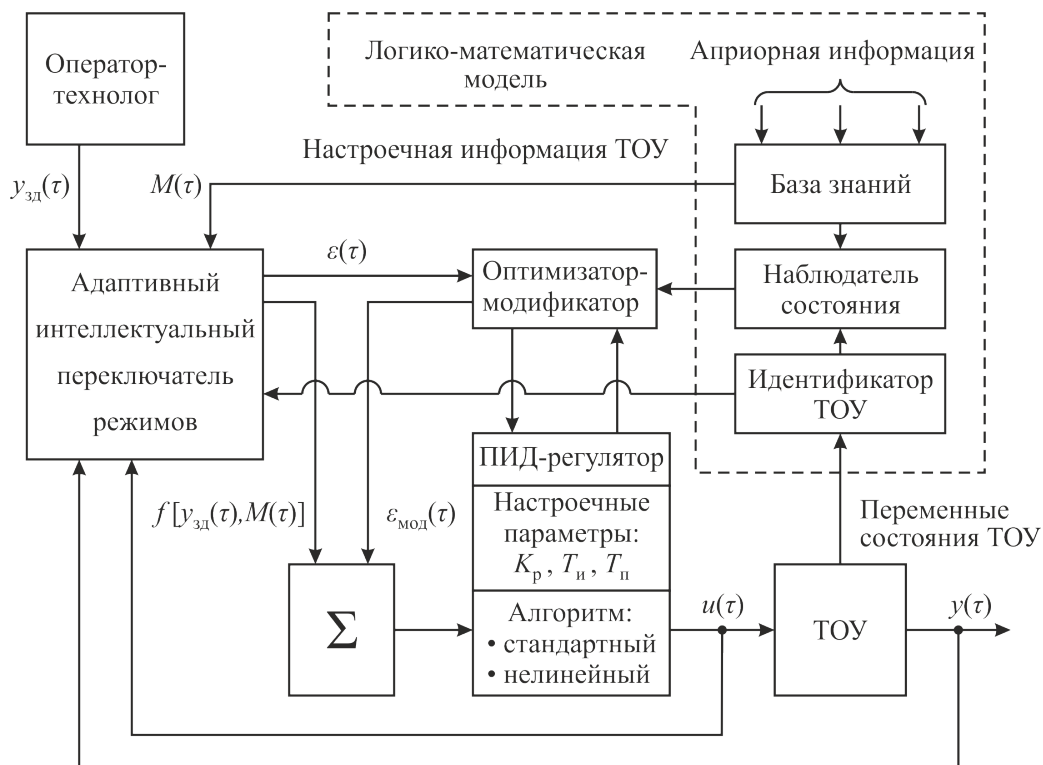 Оператор-
технолог
Логико-математическая
модель
Априорная информация
Настроечная информация ТОУ
База знаний
y_зд(τ)
M(τ)
ε(τ)
Адаптивный
интеллектуальный
переключатель
режимов
Оптимизатор-
модификатор
Наблюдатель
состояния
Идентификатор
ТОУ
ПИД-регулятор
f [y_зд(τ), M(τ)]
ε_мод(τ)
Настроечные
параметры:
K_р , T_и , T_п
Переменные
состояния ТОУ
Σ
Алгоритм:
• стандартный
• нелинейный
u(τ)
ТОУ
y(τ)